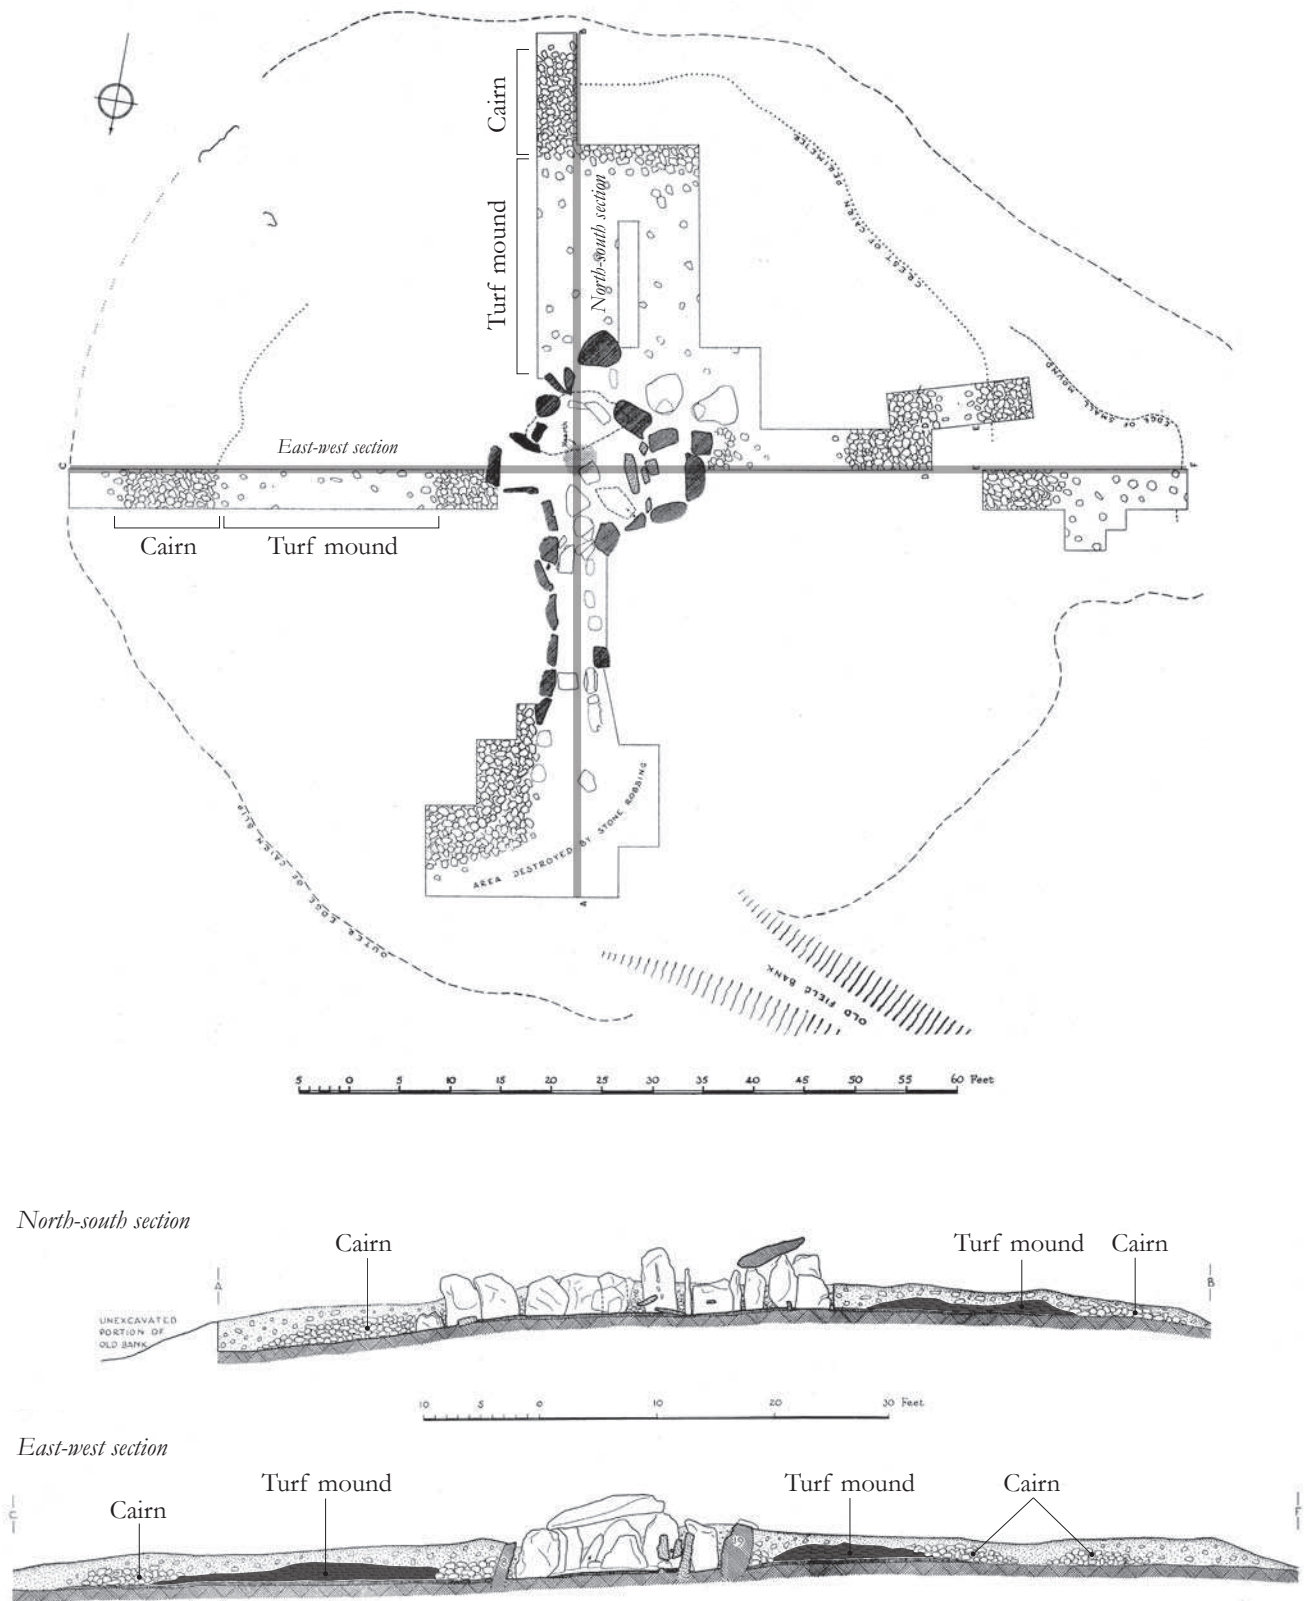 B
Cairn
CREST OF CAIRN PERIMETER
Turf mound
North-south section
EDGE OF SMALL MOUND
Hearth
East-west section
C
E
E
F
D
Cairn
Turf mound
AREA DESTROYED BY STONE ROBBING
A
OUTER EDGE OF CAIRN SLIP
OLD FIELD BANK
5 0 5 10 15 20 25 30 35 40 45 50 55 60 Feet
North-south section
Cairn
Turf mound Cairn
A
B
UNEXCAVATED
PORTION OF
OLD BANK
10 5 0 10 20 30 Feet
East-west section
Turf mound
Turf mound
Cairn
Cairn
C
F